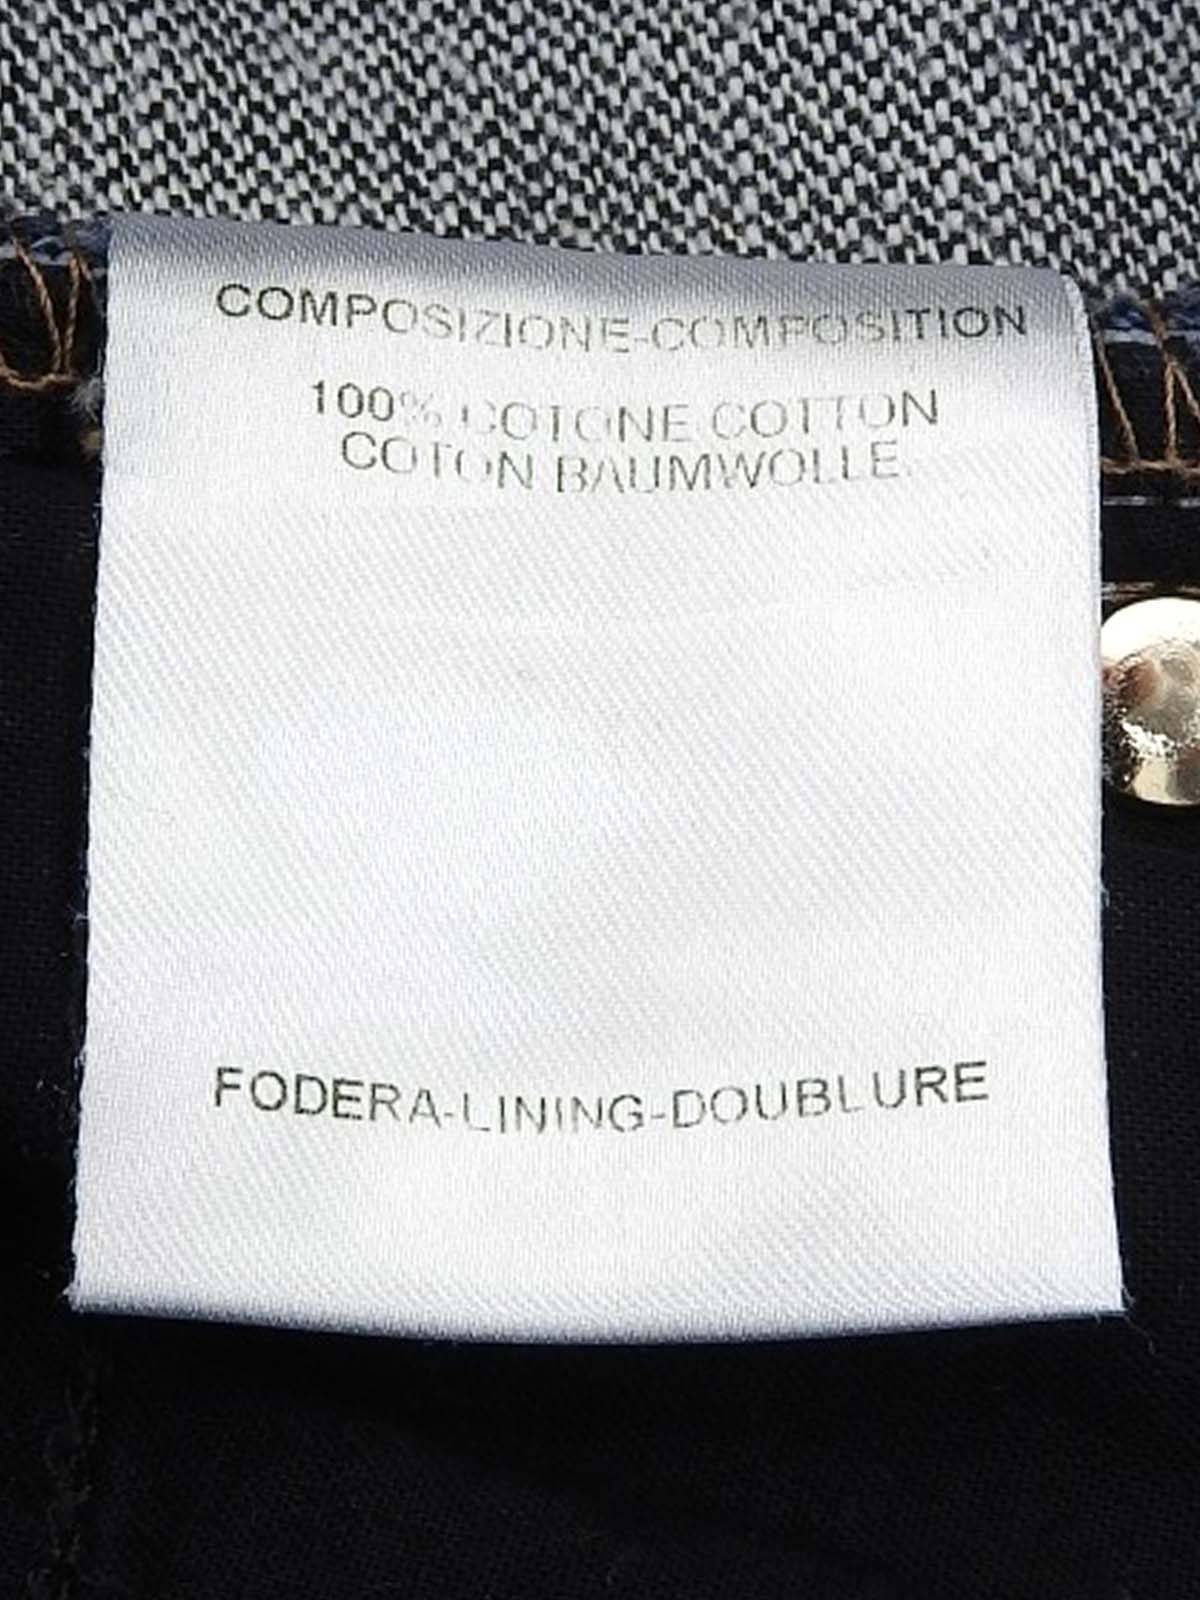 COMPOSIZIONE-COMPOSITION
100% COTONE COTTON
COTON BAUMWOLLE
FODERA-LINING-DOUBLURE